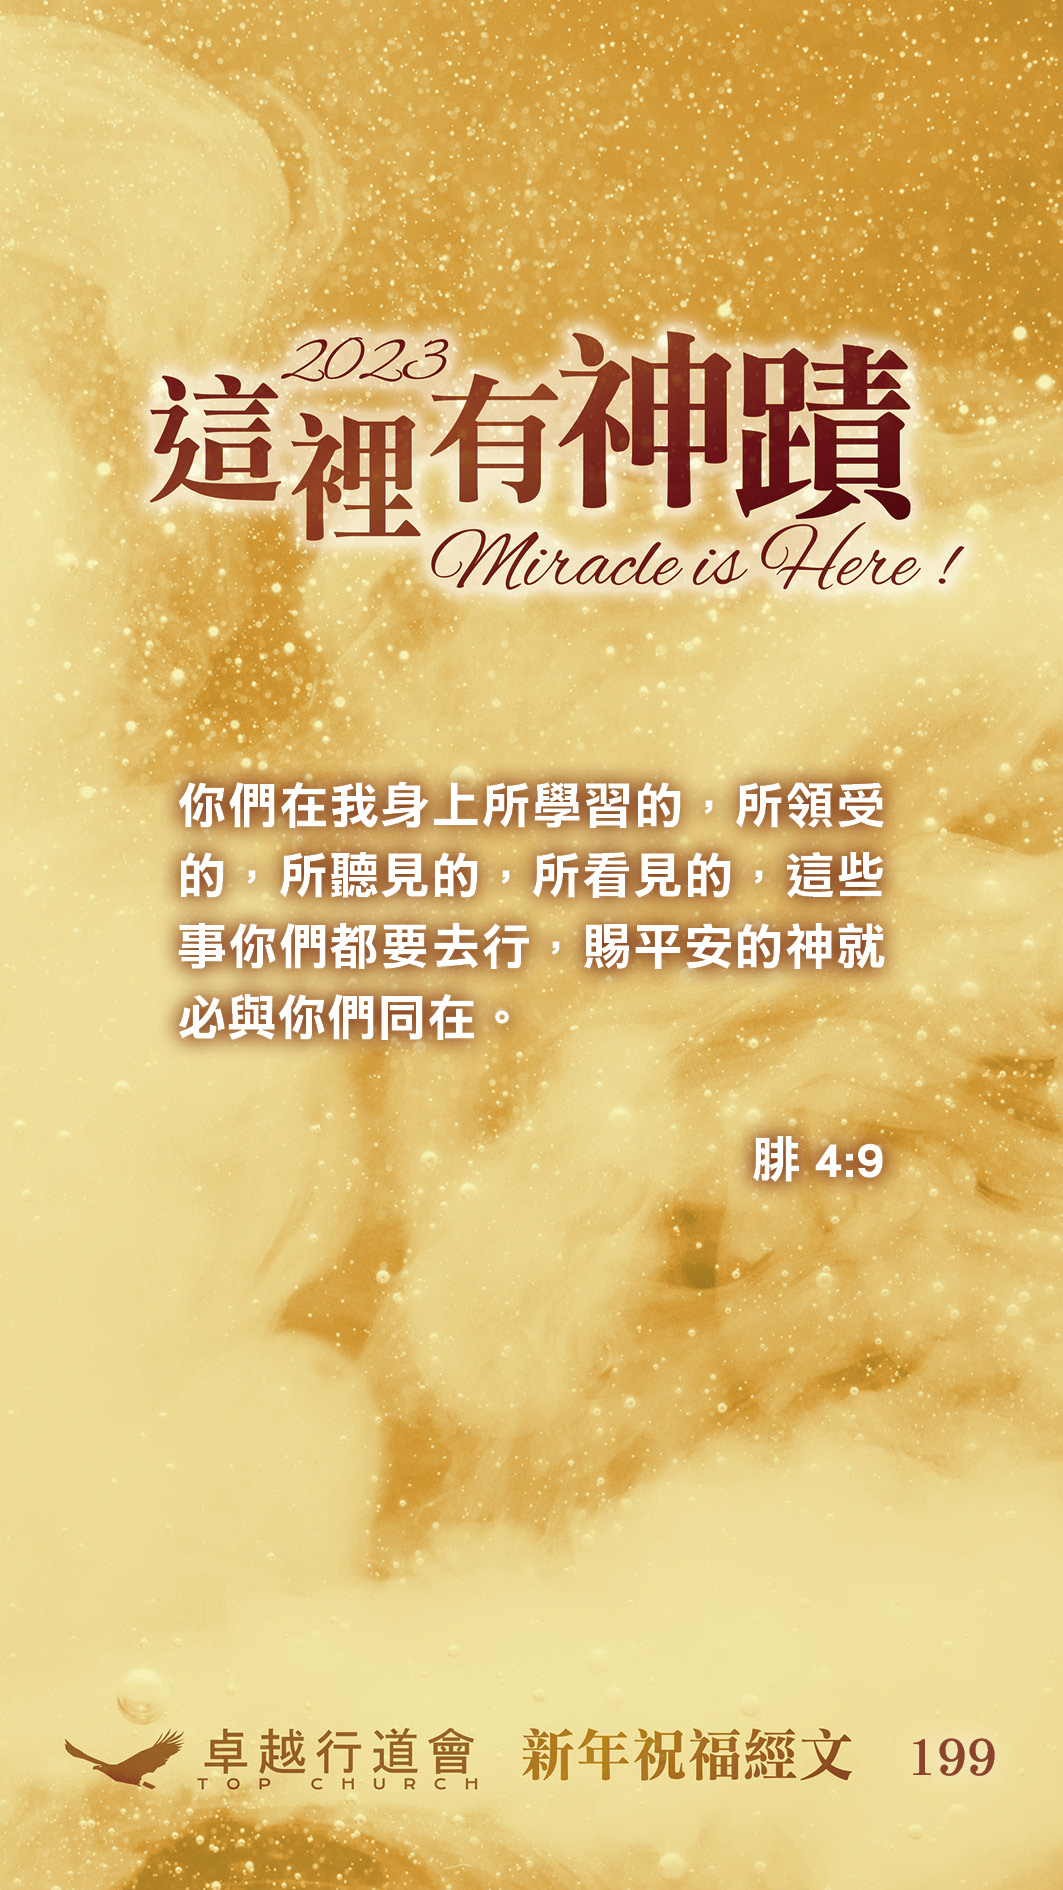 2023
這裡有神蹟
Miracle is Here !
你們在我身上所學習的，所領受
的，所聽見的，所看見的，這些
事你們都要去行，賜平安的神就
必與你們同在。
腓 4:9
卓越行道會
TOP CHURCH
新年祝福經文
199